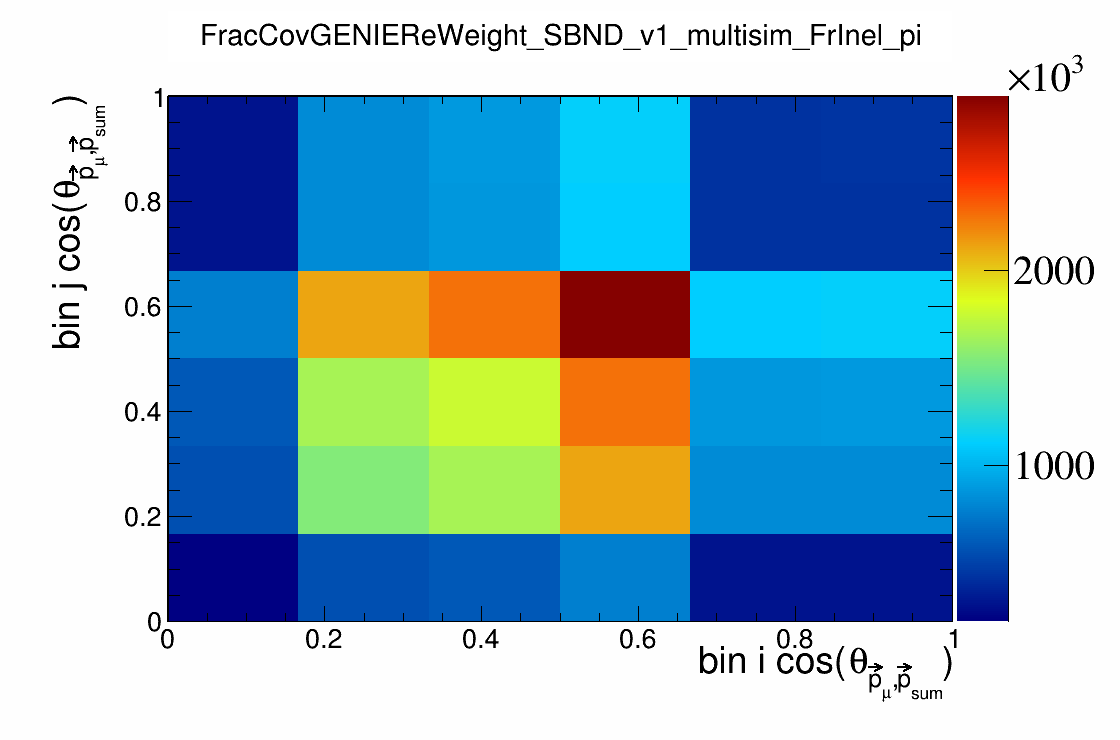 FracCovGENIEReWeight_SBND_v1_multisim_FrInel_pi
×10³
bin j cos(θ p⃗μ,p⃗sum)
1
0.8
0.6
0.4
0.2
0
0 0.2 0.4 0.6 0.8 1
2000
1000
bin i cos(θ p⃗μ,p⃗sum)